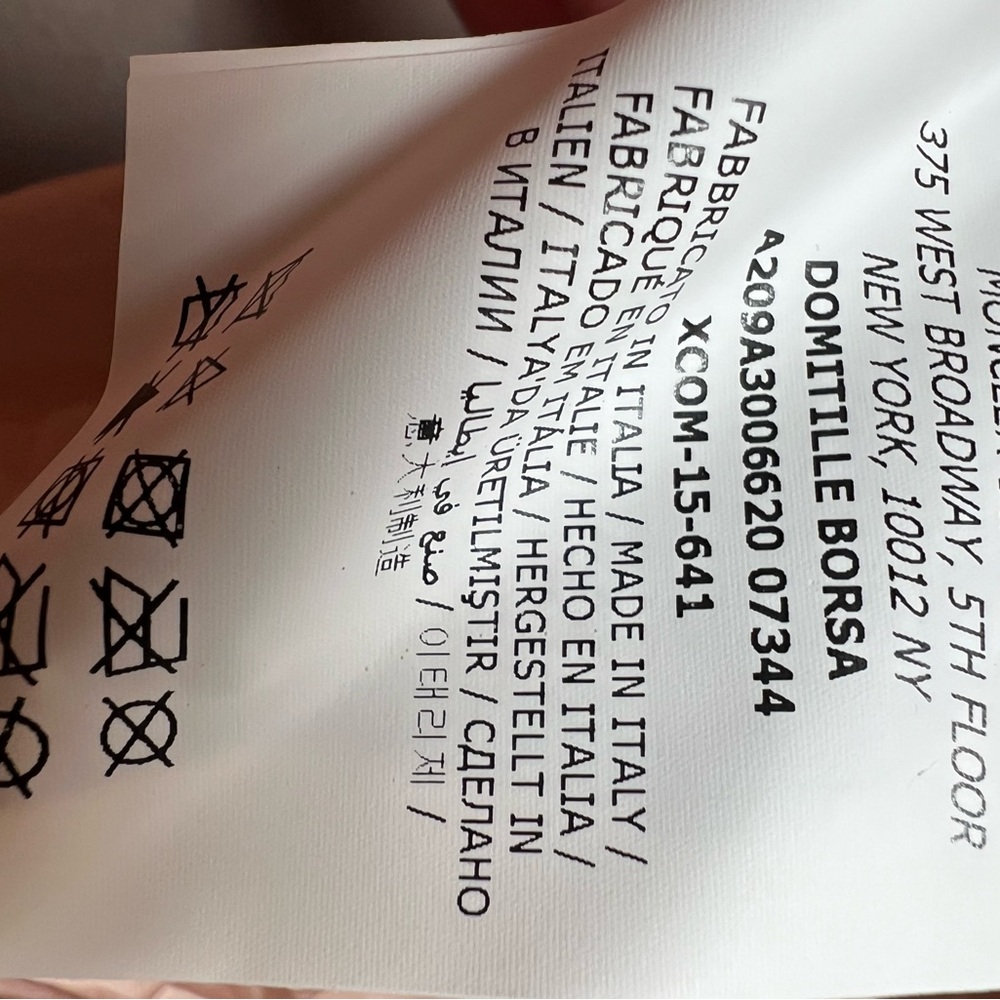 375 WEST BROADWAY, 5TH FLOOR
NEW YORK, 10012 NY
DOMITILLE BORSA
A209A3006620 07344
XCOM-15-641
FABBRICATO IN ITALIA / MADE IN ITALY /
FABRIQUÉ EN ITALIE / HECHO EN ITALIA /
FABRICADO EM ITÁLIA / HERGESTELLT IN
ITALIEN / ITALYA'DA ÜRETILMIŞTIR / СДЕЛАНО
В ИТАЛИИ / صنع في إيطاليا / 이태리제 /
意大利制造